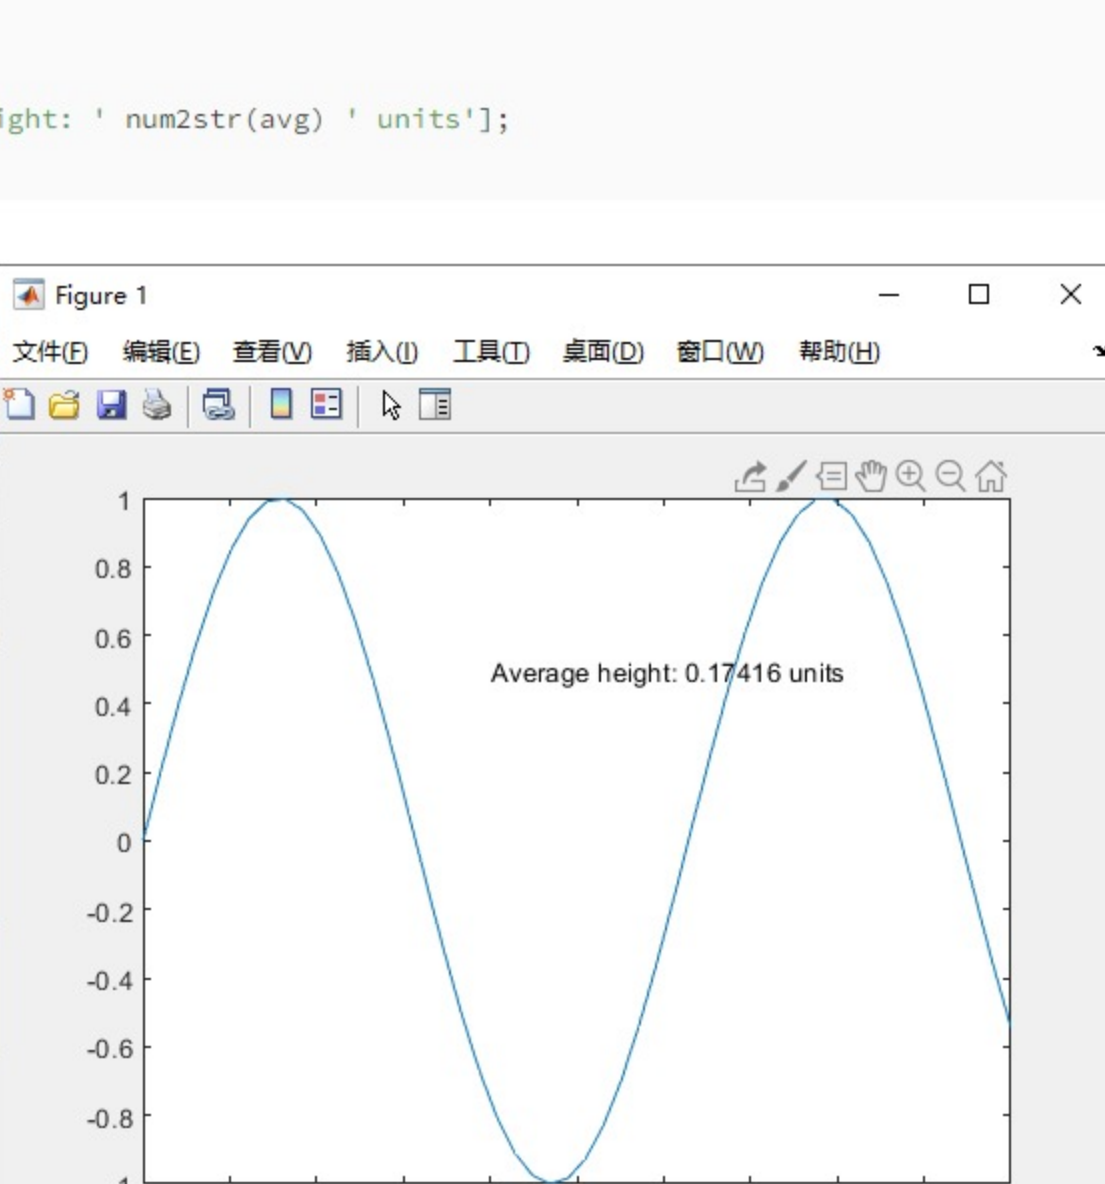 ight: ' num2str(avg) ' units'];
Figure 1
文件(F) 编辑(E) 查看(V) 插入(I) 工具(T) 桌面(D) 窗口(W) 帮助(H)
1
0.8
0.6
Average height: 0.17416 units
0.4
0.2
0
-0.2
-0.4
-0.6
-0.8